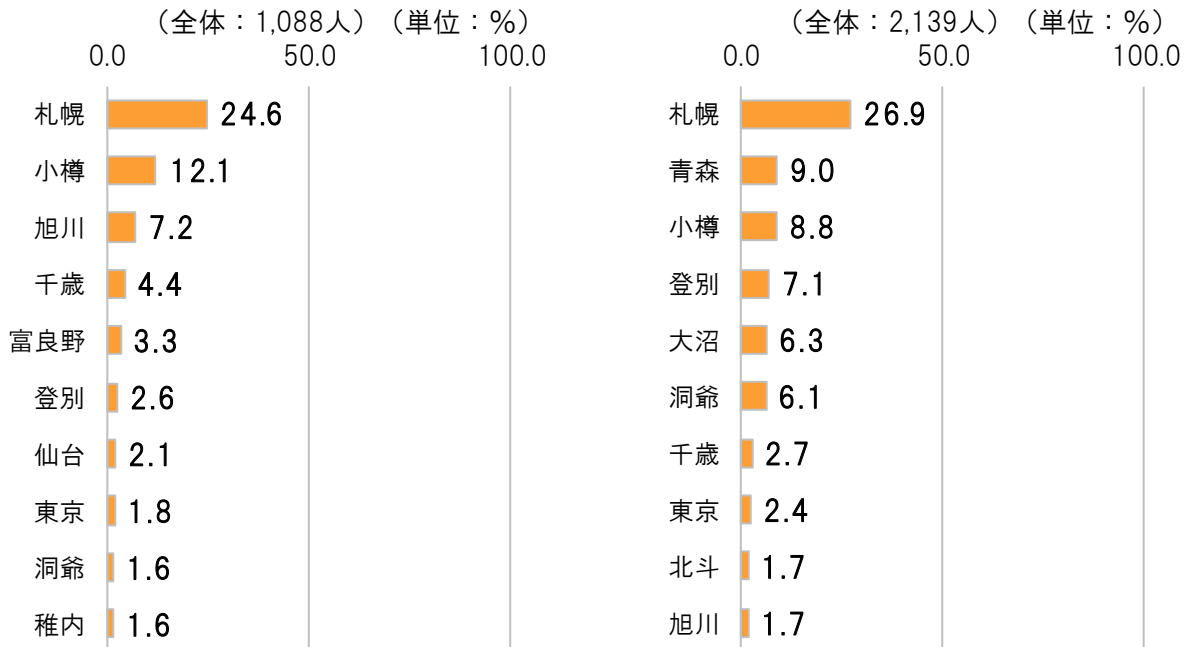 （全体：1,088人）（単位：%）
0.0 50.0 100.0
札幌 24.6
小樽 12.1
旭川 7.2
千歳 4.4
富良野 3.3
登別 2.6
仙台 2.1
東京 1.8
洞爺 1.6
稚内 1.6
（全体：2,139人）（単位：%）
0.0 50.0 100.0
札幌 26.9
青森 9.0
小樽 8.8
登別 7.1
大沼 6.3
洞爺 6.1
千歳 2.7
東京 2.4
北斗 1.7
旭川 1.7